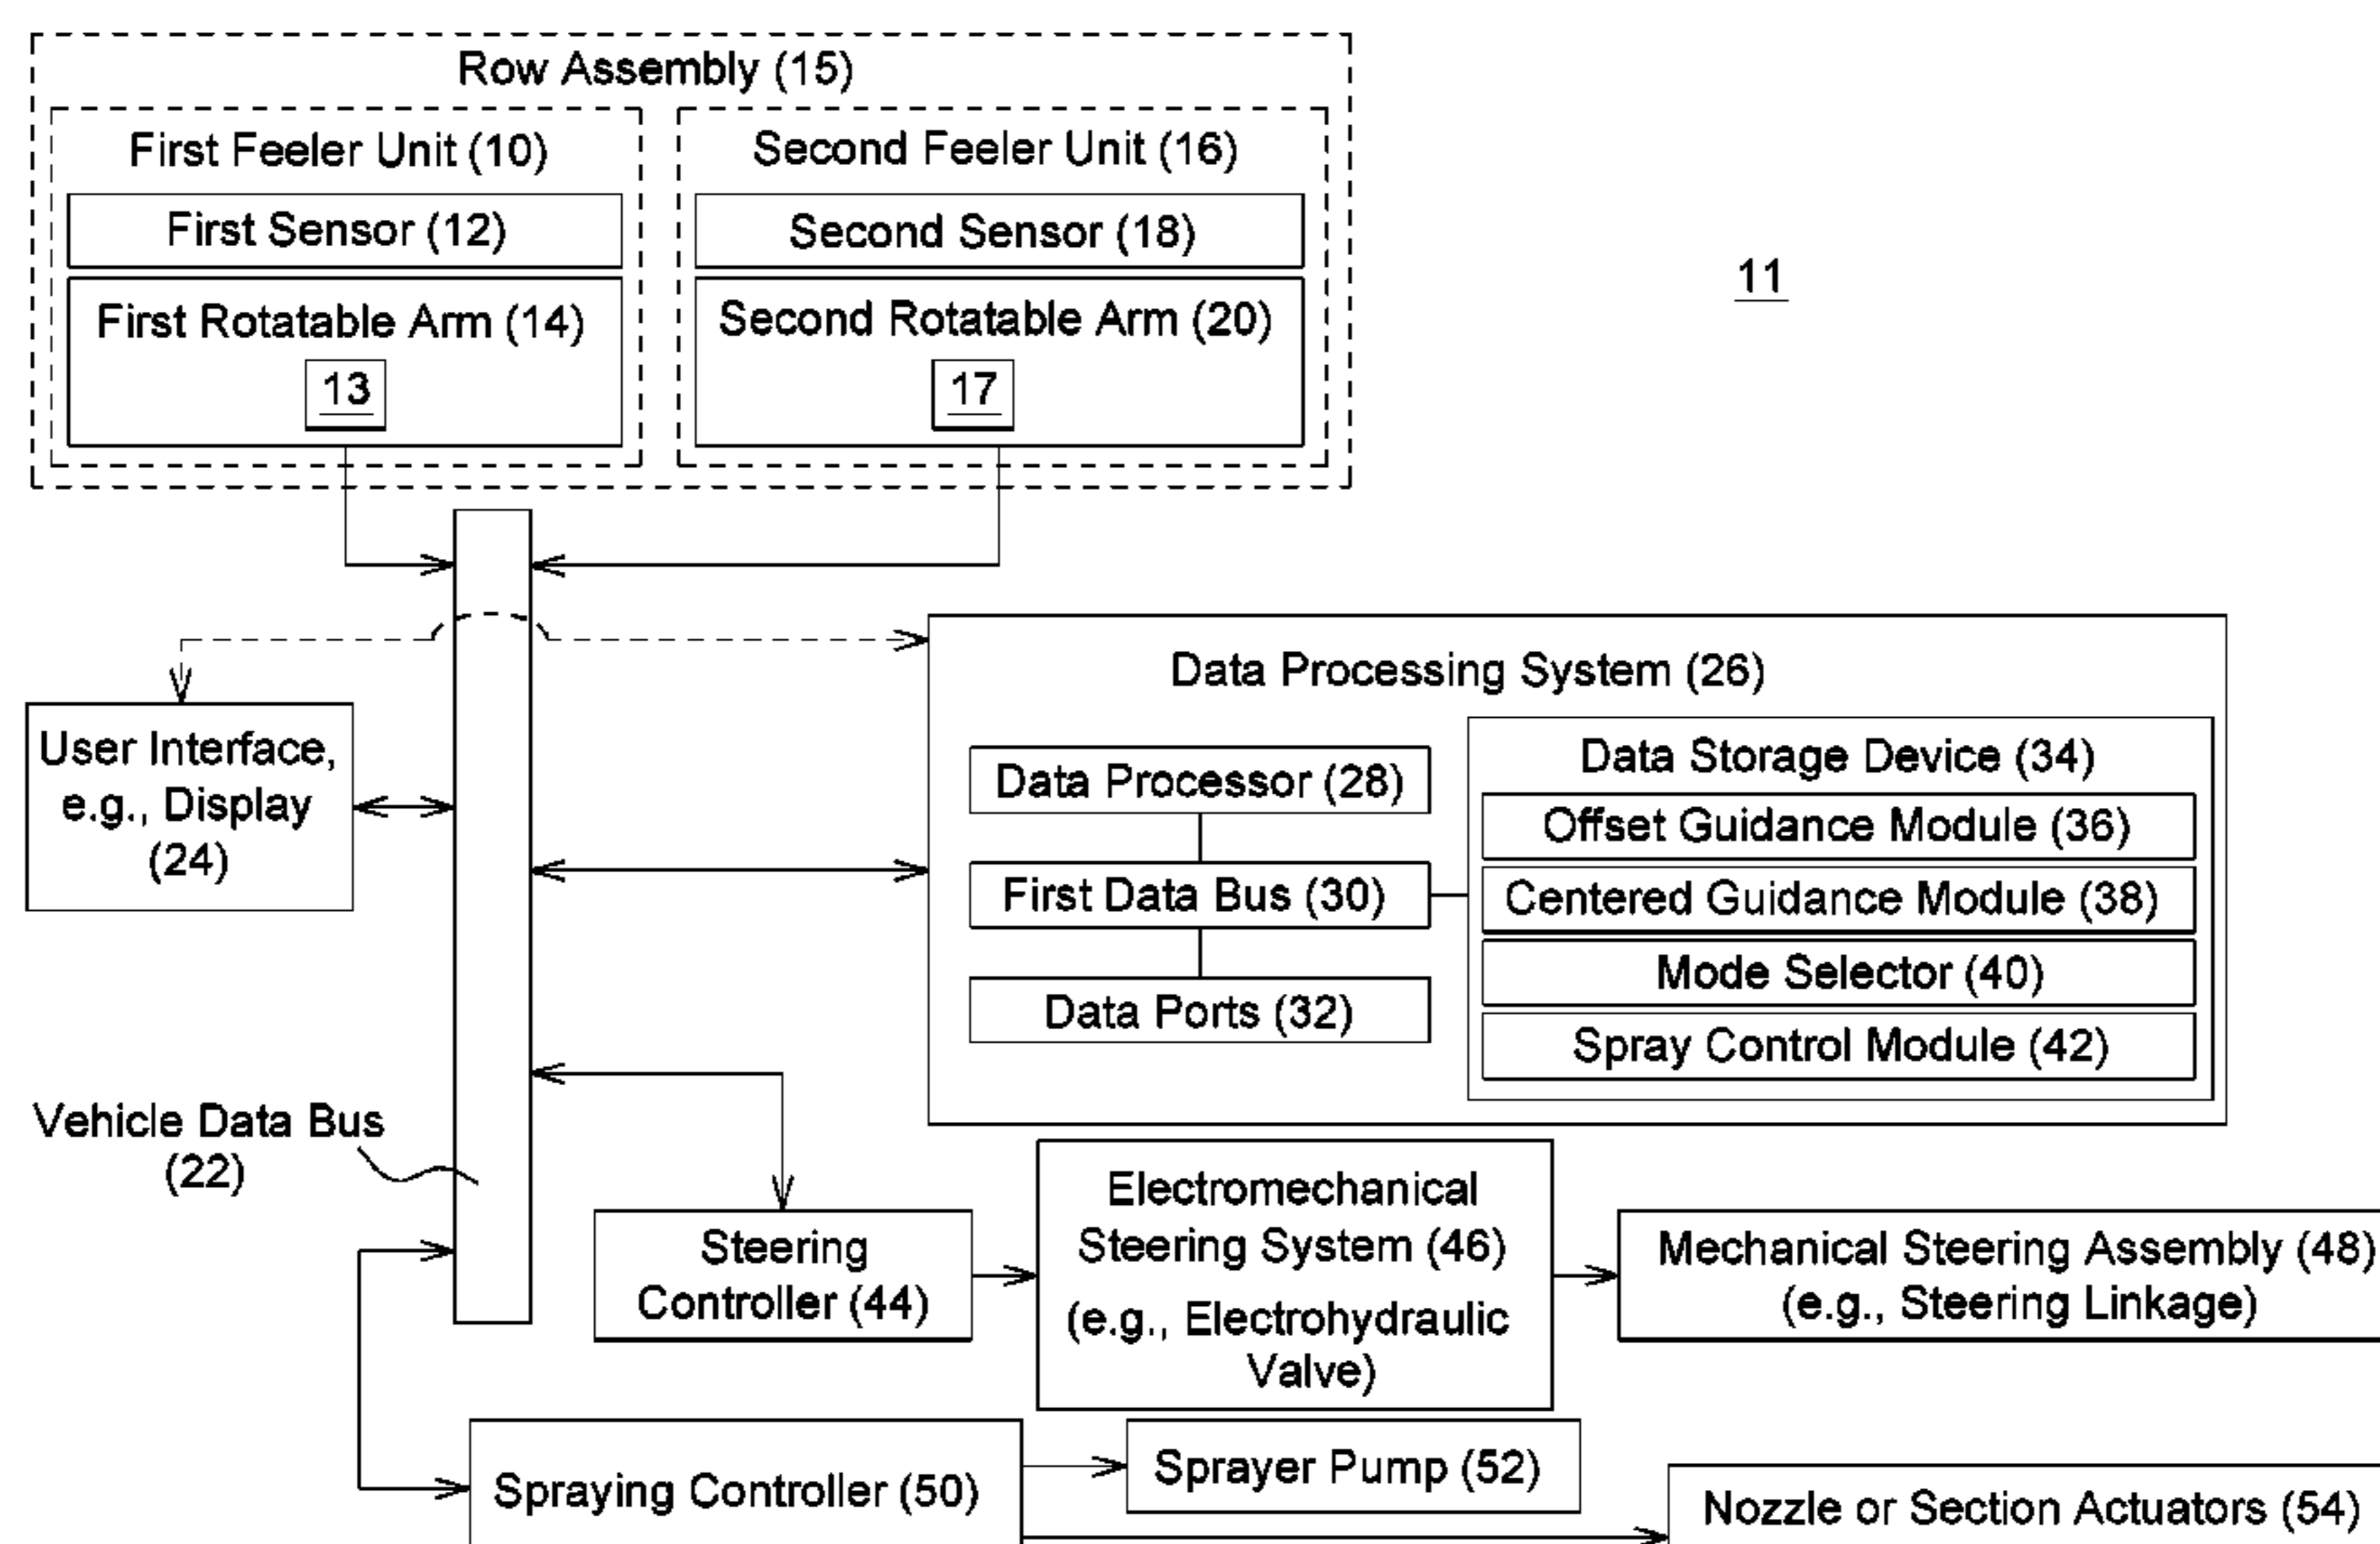 Row Assembly (15)
First Feeler Unit (10)
First Sensor (12)
First Rotatable Arm (14)
13
Second Feeler Unit (16)
Second Sensor (18)
Second Rotatable Arm (20)
17
11
User Interface,
e.g., Display
(24)
Data Processing System (26)
Data Processor (28)
First Data Bus (30)
Data Ports (32)
Data Storage Device (34)
Offset Guidance Module (36)
Centered Guidance Module (38)
Mode Selector (40)
Spray Control Module (42)
Vehicle Data Bus
(22)
Steering
Controller (44)
Electromechanical
Steering System (46)
(e.g., Electrohydraulic
Valve)
Mechanical Steering Assembly (48)
(e.g., Steering Linkage)
Spraying Controller (50)
Sprayer Pump (52)
Nozzle or Section Actuators (54)